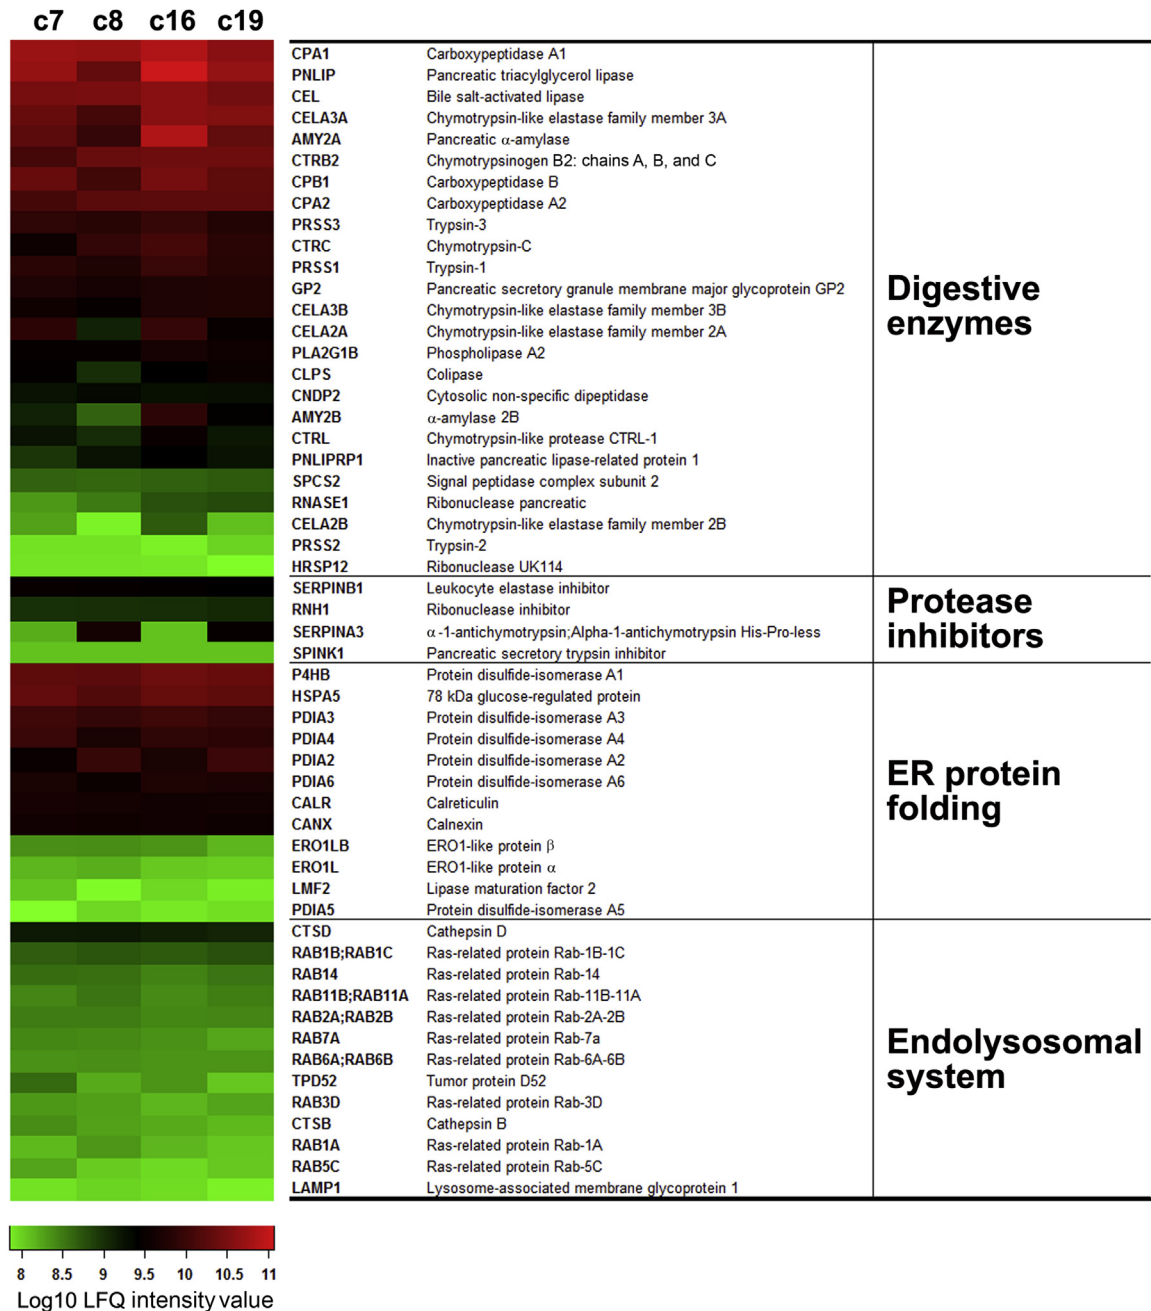 c7 c8 c16 c19
CPA1 Carboxypeptidase A1
PNLIP Pancreatic triacylglycerol lipase
CEL Bile salt-activated lipase
CELA3A Chymotrypsin-like elastase family member 3A
AMY2A Pancreatic α-amylase
CTRB2 Chymotrypsinogen B2: chains A, B, and C
CPB1 Carboxypeptidase B
CPA2 Carboxypeptidase A2
PRSS3 Trypsin-3
CTRC Chymotrypsin-C
PRSS1 Trypsin-1
GP2 Pancreatic secretory granule membrane major glycoprotein GP2
CELA3B Chymotrypsin-like elastase family member 3B
CELA2A Chymotrypsin-like elastase family member 2A
PLA2G1B Phospholipase A2
CLPS Colipase
CNDP2 Cytosolic non-specific dipeptidase
AMY2B α-amylase 2B
CTRL Chymotrypsin-like protease CTRL-1
PNLIPRP1 Inactive pancreatic lipase-related protein 1
SPCS2 Signal peptidase complex subunit 2
RNASE1 Ribonuclease pancreatic
CELA2B Chymotrypsin-like elastase family member 2B
PRSS2 Trypsin-2
HRSP12 Ribonuclease UK114
Digestive
enzymes
SERPINB1 Leukocyte elastase inhibitor
RNH1 Ribonuclease inhibitor
SERPINA3 α-1-antichymotrypsin;Alpha-1-antichymotrypsin His-Pro-less
SPINK1 Pancreatic secretory trypsin inhibitor
Protease
inhibitors
P4HB Protein disulfide-isomerase A1
HSPA5 78 kDa glucose-regulated protein
PDIA3 Protein disulfide-isomerase A3
PDIA4 Protein disulfide-isomerase A4
PDIA2 Protein disulfide-isomerase A2
PDIA6 Protein disulfide-isomerase A6
CALR Calreticulin
CANX Calnexin
ERO1LB ERO1-like protein β
ERO1L ERO1-like protein α
LMF2 Lipase maturation factor 2
PDIA5 Protein disulfide-isomerase A5
ER protein
folding
CTSD Cathepsin D
RAB1B;RAB1C Ras-related protein Rab-1B-1C
RAB14 Ras-related protein Rab-14
RAB11B;RAB11A Ras-related protein Rab-11B-11A
RAB2A;RAB2B Ras-related protein Rab-2A-2B
RAB7A Ras-related protein Rab-7a
RAB6A;RAB6B Ras-related protein Rab-6A-6B
TPD52 Tumor protein D52
RAB3D Ras-related protein Rab-3D
CTSB Cathepsin B
RAB1A Ras-related protein Rab-1A
RAB5C Ras-related protein Rab-5C
LAMP1 Lysosome-associated membrane glycoprotein 1
Endolysosomal
system
8 8.5 9 9.5 10 10.5 11
Log10 LFQ intensity value